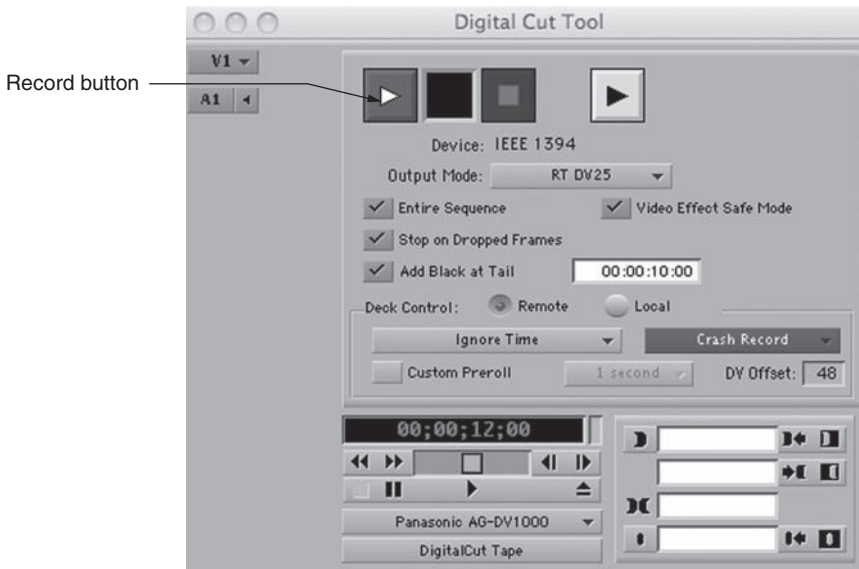 Digital Cut Tool
V1
Record button
A1
Device: IEEE 1394
Output Mode: RT DV25
Entire Sequence
Video Effect Safe Mode
Stop on Dropped Frames
Add Black at Tail
00:00:10:00
Deck Control: Remote Local
Ignore Time
Crash Record
Custom Preroll
1 second
DV Offset: 48
00;00;12;00
Panasonic AG-DV1000
DigitalCut Tape